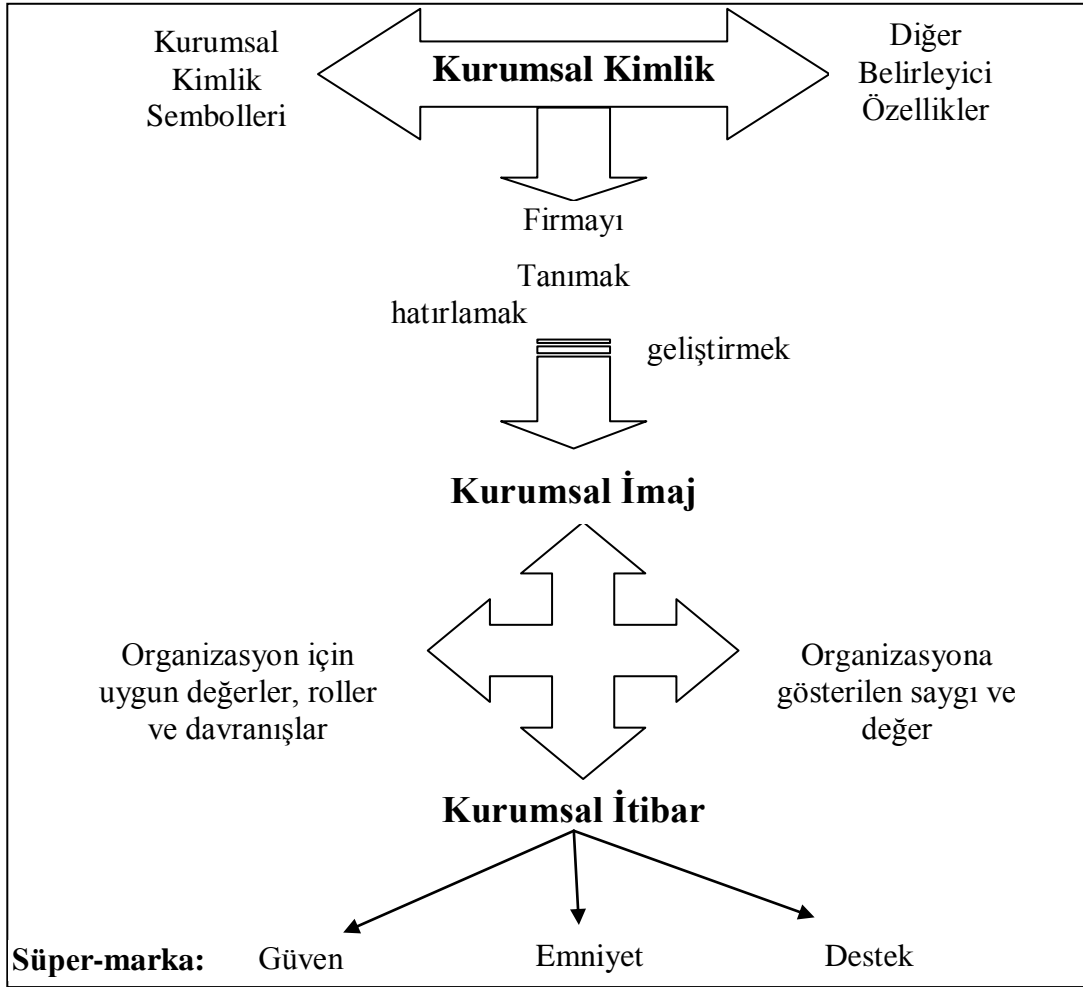 Kurumsal
Kimlik
Sembolleri
Kurumsal Kimlik
Diğer
Belirleyici
Özellikler
Firmayı
Tanımak
hatırlamak
geliştirmek
Kurumsal İmaj
Organizasyon için
uygun değerler, roller
ve davranışlar
Organizasyona
gösterilen saygı ve
değer
Kurumsal İtibar
Süper-marka: Güven Emniyet Destek